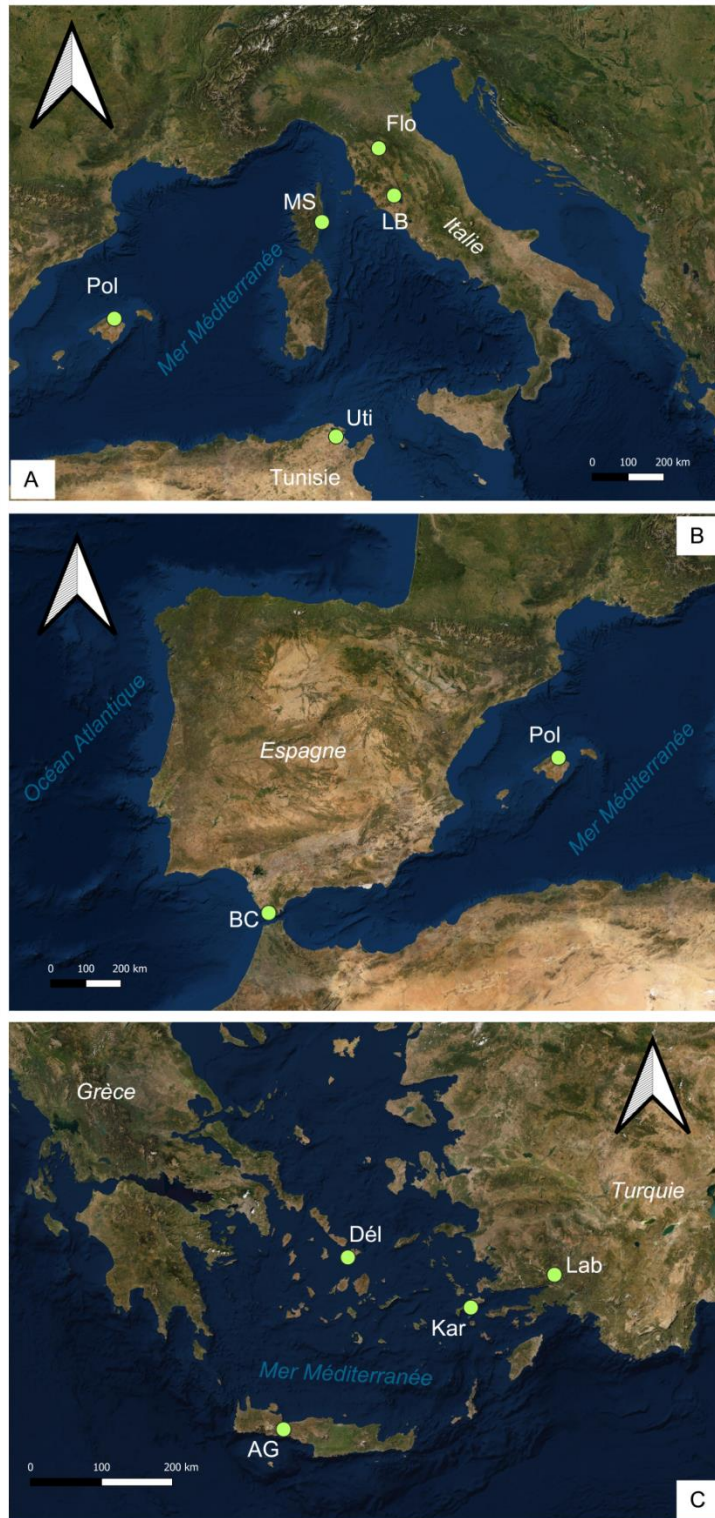 Flo
MS
LB
Italie
Pol
Mer Méditerranée
Uti
Tunisie
0 100 200 km
A
B
Océan Atlantique
Espagne
Pol
Mer Méditerranée
BC
0 100 200 km
Grèce
Turquie
Dél
Lab
Kar
Mer Méditerranée
AG
0 100 200 km
C